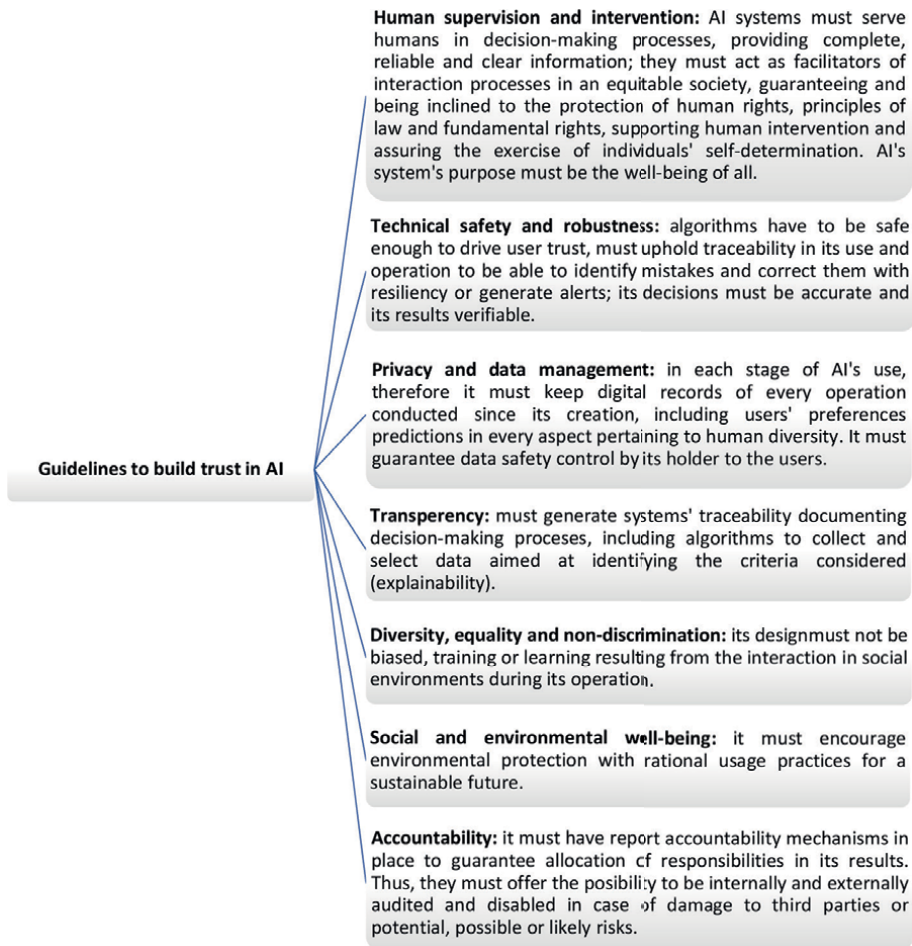 Human supervision and intervention: AI systems must serve
humans in decision-making processes, providing complete,
reliable and clear information; they must act as facilitators of
interaction processes in an equitable society, guaranteeing and
being inclined to the protection of human rights, principles of
law and fundamental rights, supporting human intervention and
assuring the exercise of individuals' self-determination. AI's
system's purpose must be the well-being of all.
Technical safety and robustness: algorithms have to be safe
enough to drive user trust, must uphold traceability in its use and
operation to be able to identify mistakes and correct them with
resiliency or generate alerts; its decisions must be accurate and
its results verifiable.
Privacy and data management: in each stage of AI's use,
therefore it must keep digital records of every operation
conducted since its creation, including users' preferences
predictions in every aspect pertaining to human diversity. It must
guarantee data safety control by its holder to the users.
Guidelines to build trust in AI
Transperency: must generate systems' traceability documenting
decision-making proceses, including algorithms to collect and
select data aimed at identifying the criteria considered
(explainability).
Diversity, equality and non-discrimination: its designmust not be
biased, training or learning resulting from the interaction in social
environments during its operation.
Social and environmental well-being: it must encourage
environmental protection with rational usage practices for a
sustainable future.
Accountability: it must have report accountability mechanisms in
place to guarantee allocation of responsibilities in its results.
Thus, they must offer the posibility to be internally and externally
audited and disabled in case of damage to third parties or
potential, possible or likely risks.